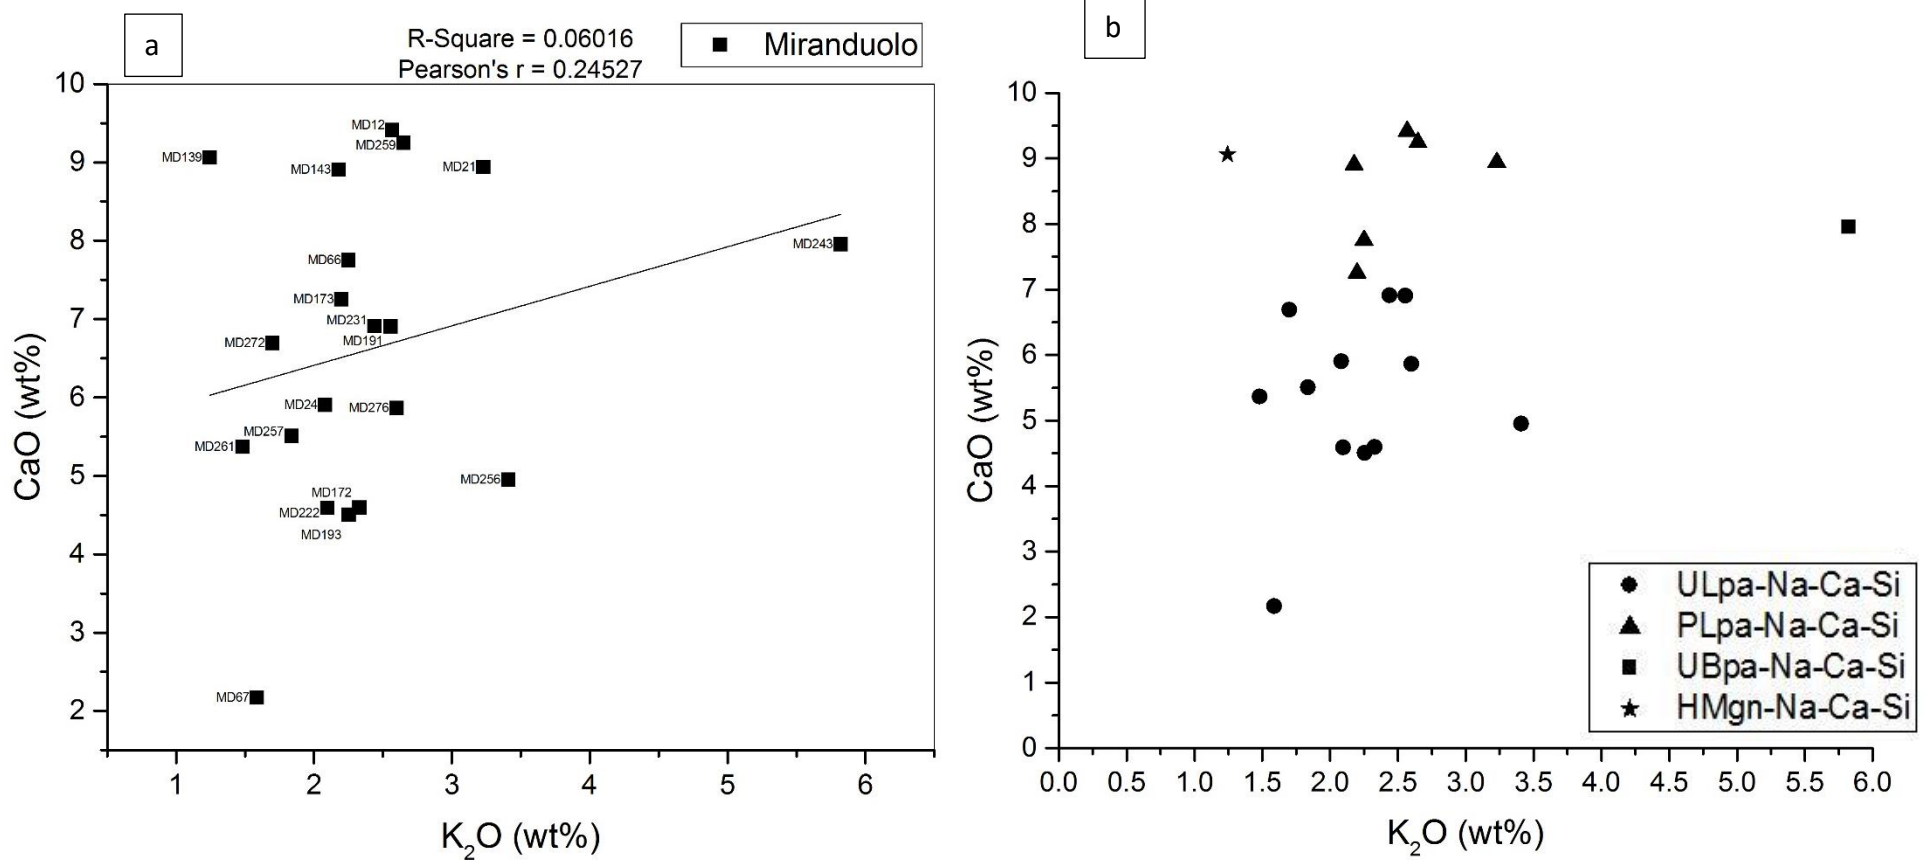 a
R-Square = 0.06016
Pearson's r = 0.24527
Miranduolo
10
9
8
7
6
5
4
3
2
CaO (wt%)
MD12
MD259
MD139
MD143
MD21
MD243
MD66
MD173
MD231
MD191
MD272
MD24
MD276
MD257
MD261
MD256
MD172
MD222
MD193
MD67
1 2 3 4 5 6
K₂O (wt%)
b
10
9
8
7
6
5
4
3
2
1
0
CaO (wt%)
ULpa-Na-Ca-Si
PLpa-Na-Ca-Si
UBpa-Na-Ca-Si
HMgn-Na-Ca-Si
0.0 0.5 1.0 1.5 2.0 2.5 3.0 3.5 4.0 4.5 5.0 5.5 6.0
K₂O (wt%)